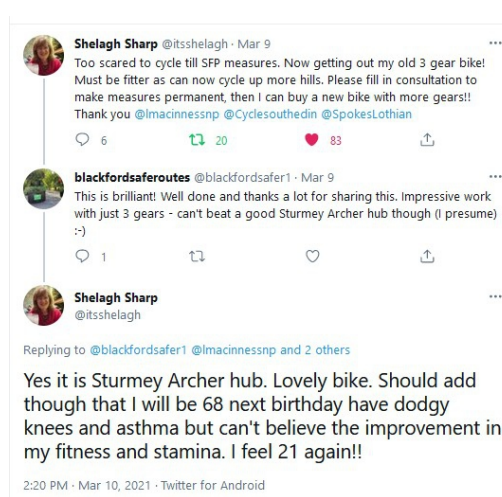 Shelagh Sharp @itsshelagh · Mar 9
Too scared to cycle till SFP measures. Now getting out my old 3 gear bike!
Must be fitter as can now cycle up more hills. Please fill in consultation to
make measures permanent, then I can buy a new bike with more gears!!
Thank you @lmacinnessnp @Cyclesouthedin @SpokesLothian
6 20 83
blackfordsaferoutes @blackfordsafer1 · Mar 9
This is brilliant! Well done and thanks a lot for sharing this. Impressive work
with just 3 gears - can't beat a good Sturmey Archer hub though (I presume)
:-)
1
Shelagh Sharp
@itsshelagh
Replying to @blackfordsafer1 @lmacinnessnp and 2 others
Yes it is Sturmey Archer hub. Lovely bike. Should add
though that I will be 68 next birthday have dodgy
knees and asthma but can't believe the improvement in
my fitness and stamina. I feel 21 again!!
2:20 PM · Mar 10, 2021 · Twitter for Android